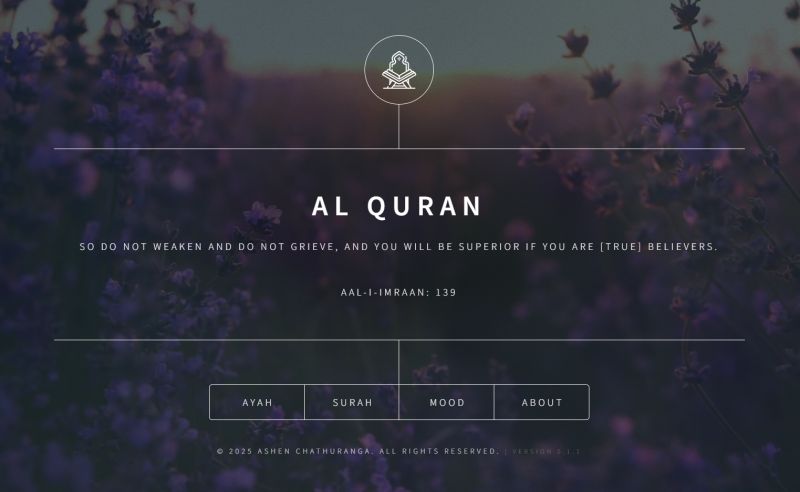 AL QURAN
SO DO NOT WEAKEN AND DO NOT GRIEVE, AND YOU WILL BE SUPERIOR IF YOU ARE [TRUE] BELIEVERS.
AAL-I-IMRAAN: 139
AYAH
SURAH
MOOD
ABOUT
© 2025 ASHEN CHATHURANGA. ALL RIGHTS RESERVED. | VERSION